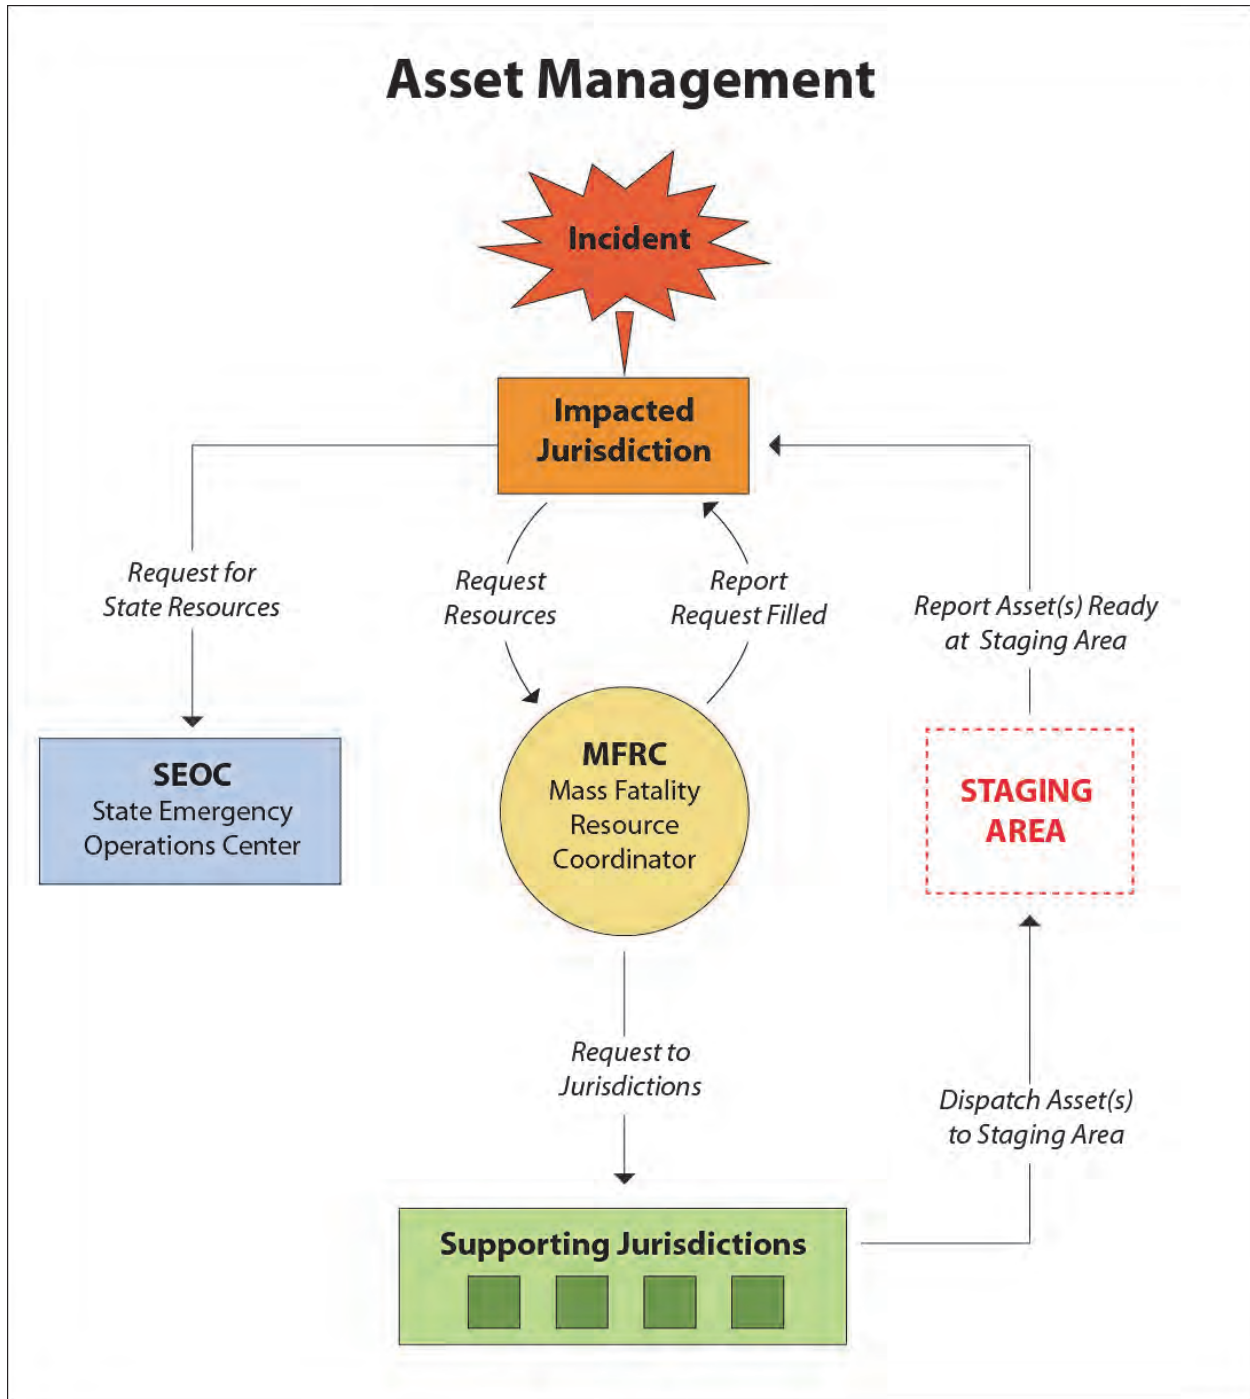 Asset Management
Incident
Impacted
Jurisdiction
Request for
State Resources
Request
Resources
Report
Request Filled
Report Asset(s) Ready
at Staging Area
SEOC
State Emergency
Operations Center
MFRC
Mass Fatality
Resource
Coordinator
STAGING
AREA
Request to
Jurisdictions
Dispatch Asset(s)
to Staging Area
Supporting Jurisdictions